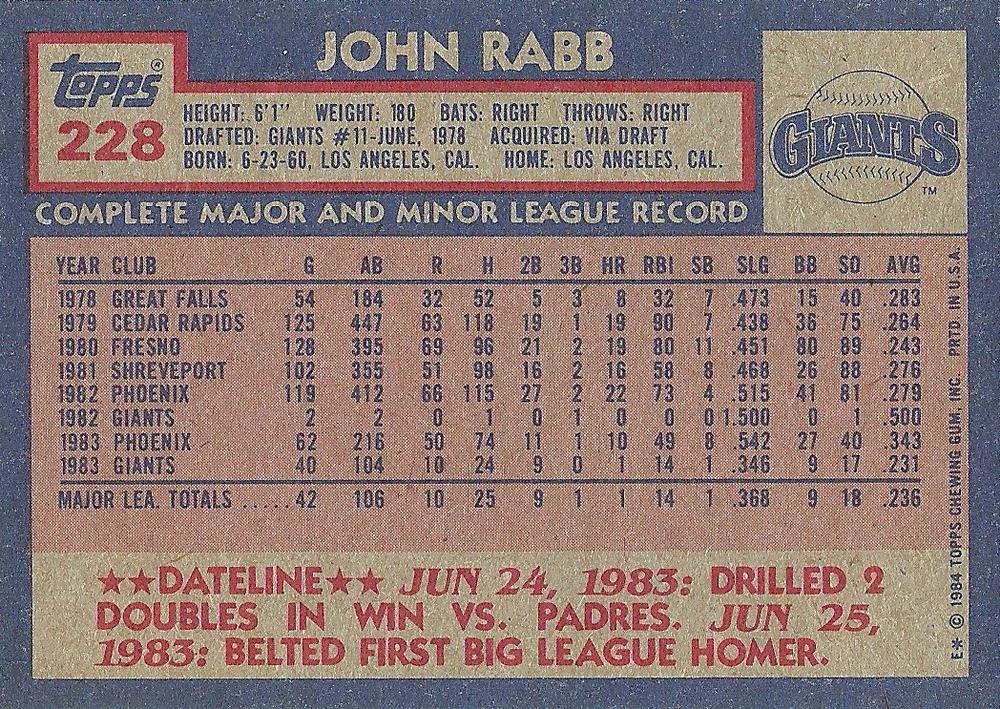 JOHN RABB
topps®
228
HEIGHT: 6'1" WEIGHT: 180 BATS: RIGHT THROWS: RIGHT
DRAFTED: GIANTS #11-JUNE, 1978 ACQUIRED: VIA DRAFT
BORN: 6-23-60, LOS ANGELES, CAL. HOME: LOS ANGELES, CAL.
GIANTS
TM
COMPLETE MAJOR AND MINOR LEAGUE RECORD
YEAR CLUB G AB R H 2B 3B HR RBI SB SLG BB SO AVG
1978 GREAT FALLS 54 184 32 52 5 3 8 32 7 .473 15 40 .283
1979 CEDAR RAPIDS 125 447 63 118 19 1 19 90 7 .438 36 75 .264
1980 FRESNO 128 395 69 96 21 2 19 80 11 .451 80 89 .243
1981 SHREVEPORT 102 355 51 98 16 2 16 58 8 .468 26 88 .276
1982 PHOENIX 119 412 66 115 27 2 22 73 4 .515 41 81 .279
1982 GIANTS 2 2 0 1 0 1 0 0 0 1.500 0 1 .500
1983 PHOENIX 62 216 50 74 11 1 10 49 8 .542 27 40 .343
1983 GIANTS 40 104 10 24 9 0 1 14 1 .346 9 17 .231
MAJOR LEA. TOTALS .....42 106 10 25 9 1 1 14 1 .368 9 18 .236
★★DATELINE★★ JUN 24, 1983: DRILLED 2
DOUBLES IN WIN VS. PADRES. JUN 25,
1983: BELTED FIRST BIG LEAGUE HOMER.
E* © 1984 TOPPS CHEWING GUM, INC. PRTD. IN U.S.A.